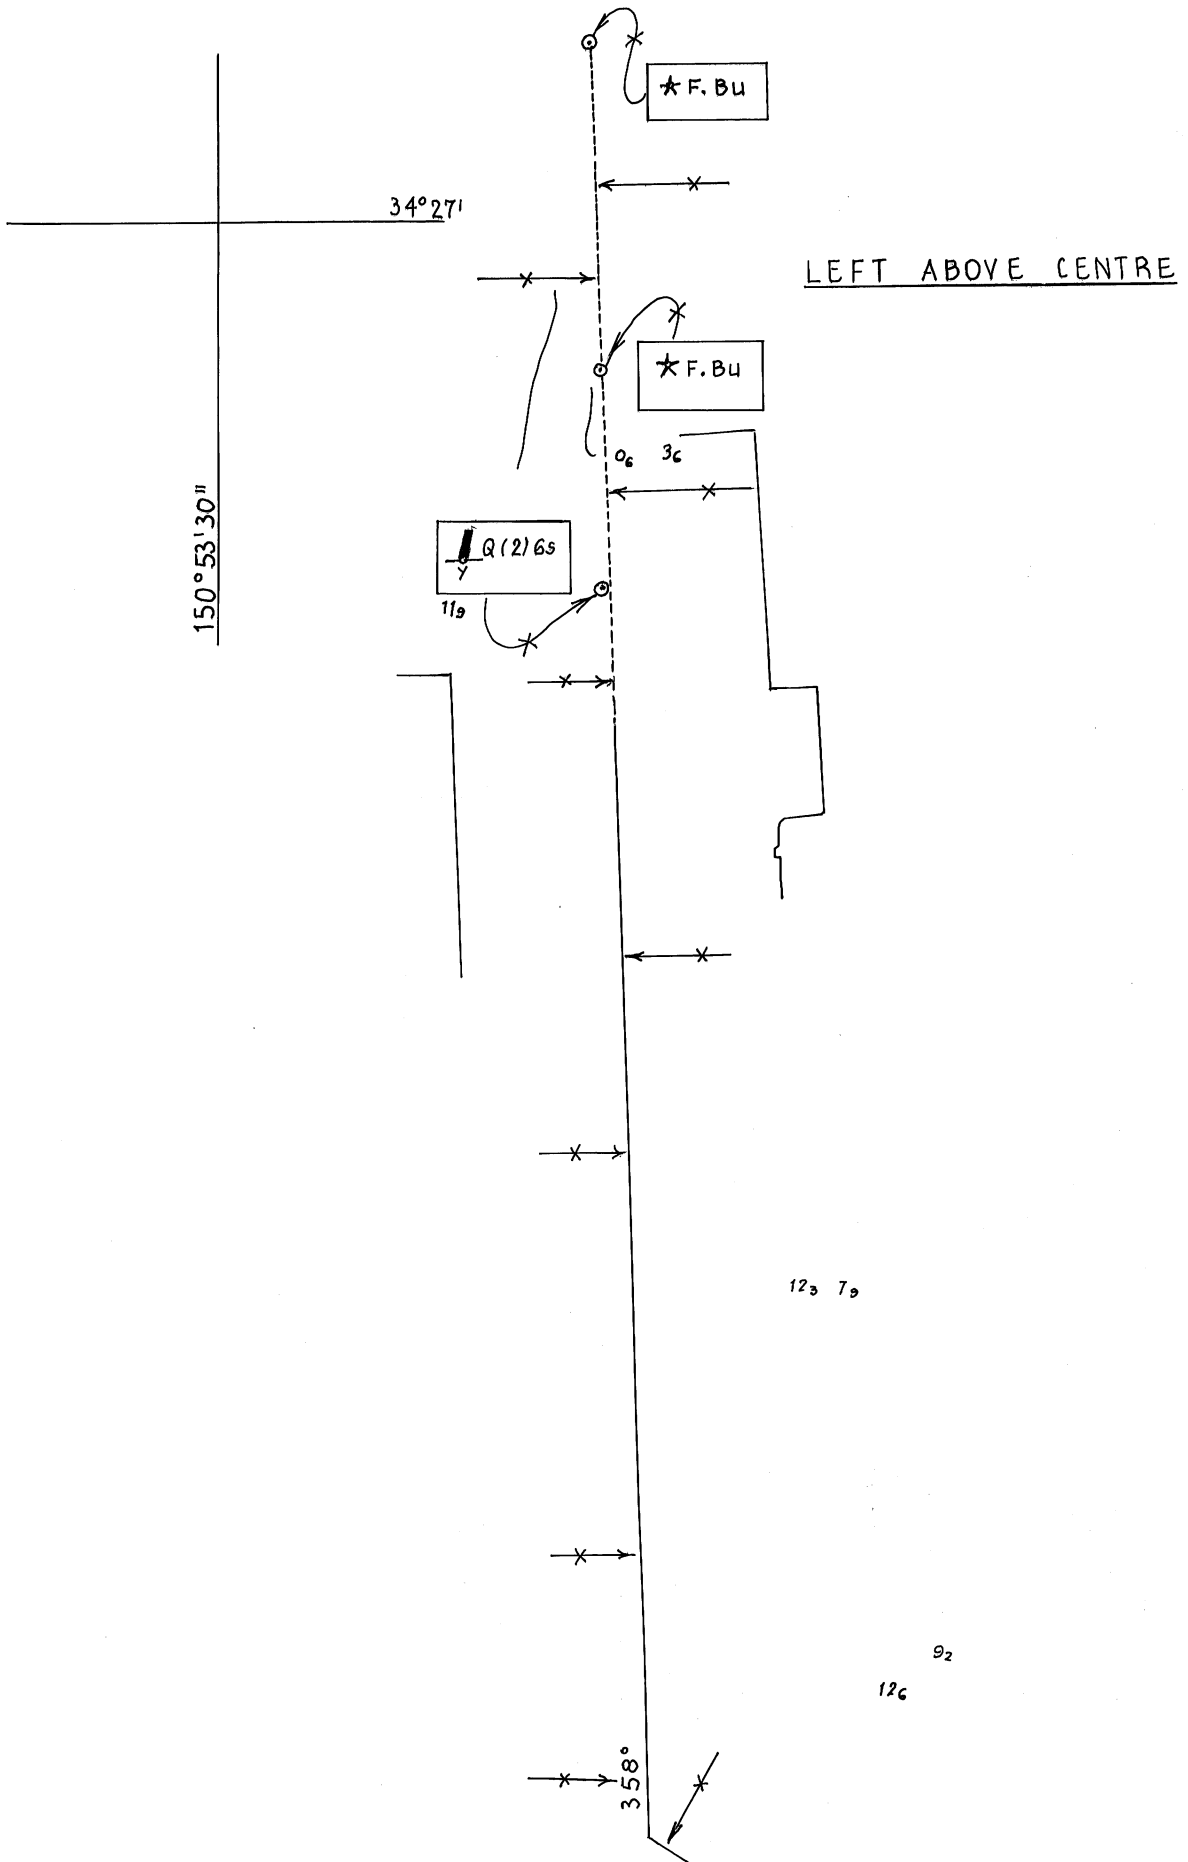 ★ F. Bu
34°27'
LEFT ABOVE CENTRE
★ F. Bu
0₆ 3₆
150°53'30"
Q(2)6s
Y
11₉
12₃ 7₉
9₂
12₆
358°